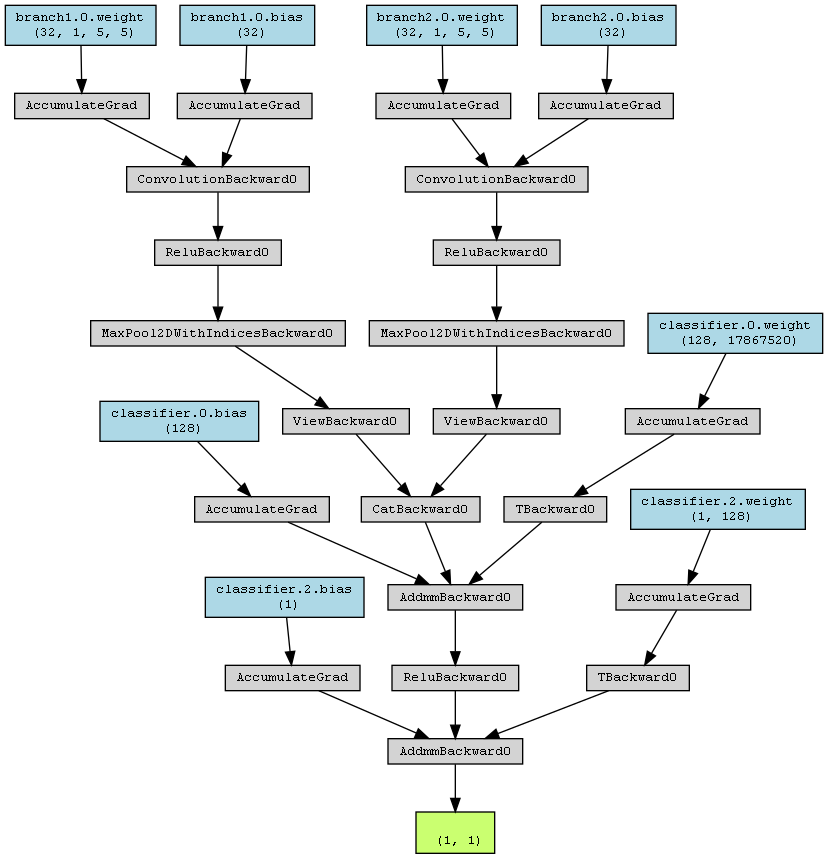 branch1.0.weight
(32, 1, 5, 5)
branch1.0.bias
(32)
branch2.0.weight
(32, 1, 5, 5)
branch2.0.bias
(32)
AccumulateGrad
AccumulateGrad
AccumulateGrad
AccumulateGrad
ConvolutionBackward0
ConvolutionBackward0
ReluBackward0
ReluBackward0
MaxPool2DWithIndicesBackward0
MaxPool2DWithIndicesBackward0
classifier.0.weight
(128, 17867520)
classifier.0.bias
(128)
ViewBackward0
ViewBackward0
AccumulateGrad
AccumulateGrad
CatBackward0
TBackward0
classifier.2.weight
(1, 128)
classifier.2.bias
(1)
AddmmBackward0
AccumulateGrad
AccumulateGrad
ReluBackward0
TBackward0
AddmmBackward0
(1, 1)